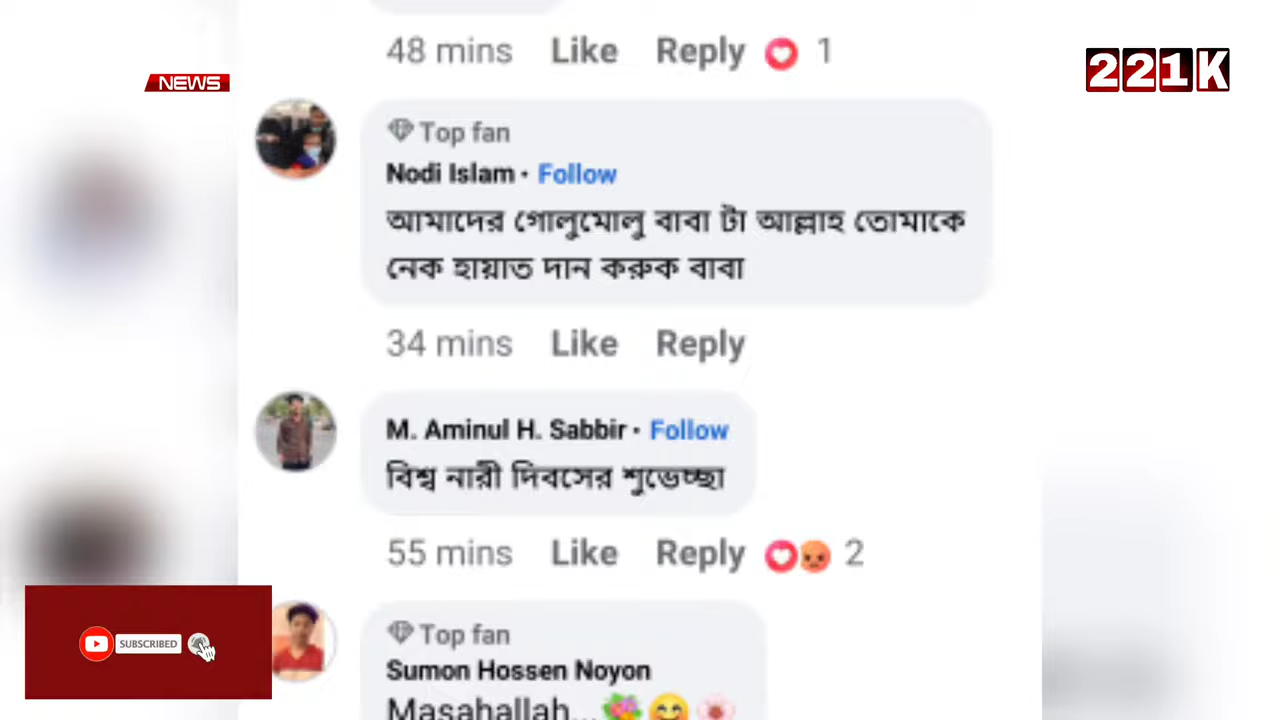 48 mins Like Reply 1
NEWS
221K
Top fan
Nodi Islam · Follow
আমাদের গোলুমোলু বাবা টা আল্লাহ তোমাকে
নেক হায়াত দান করুক বাবা
34 mins Like Reply
M. Aminul H. Sabbir · Follow
বিশ্ব নারী দিবসের শুভেচ্ছা
55 mins Like Reply 2
SUBSCRIBED
Top fan
Sumon Hossen Noyon
Masahallah...💐😊🌸